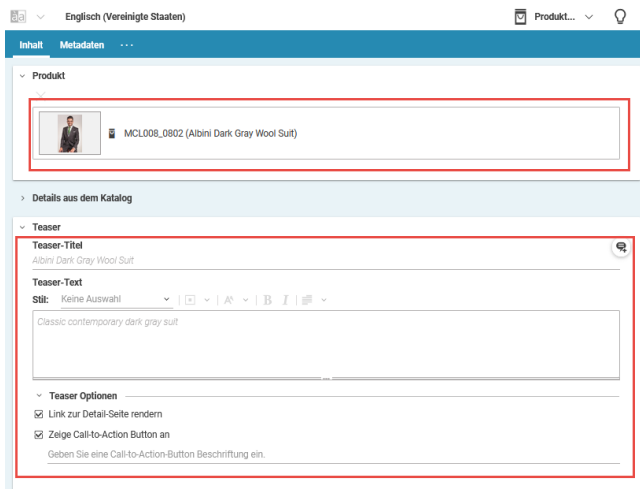 Englisch (Vereinigte Staaten)
Produkt...
Inhalt Metadaten ...
Produkt
MCL008_0802 (Albini Dark Gray Wool Suit)
Details aus dem Katalog
Teaser
Teaser-Titel
Albini Dark Gray Wool Suit
Teaser-Text
Stil: Keine Auswahl B I
Classic contemporary dark gray suit
Teaser Optionen
Link zur Detail-Seite rendern
Zeige Call-to-Action Button an
Geben Sie eine Call-to-Action-Button Beschriftung ein.